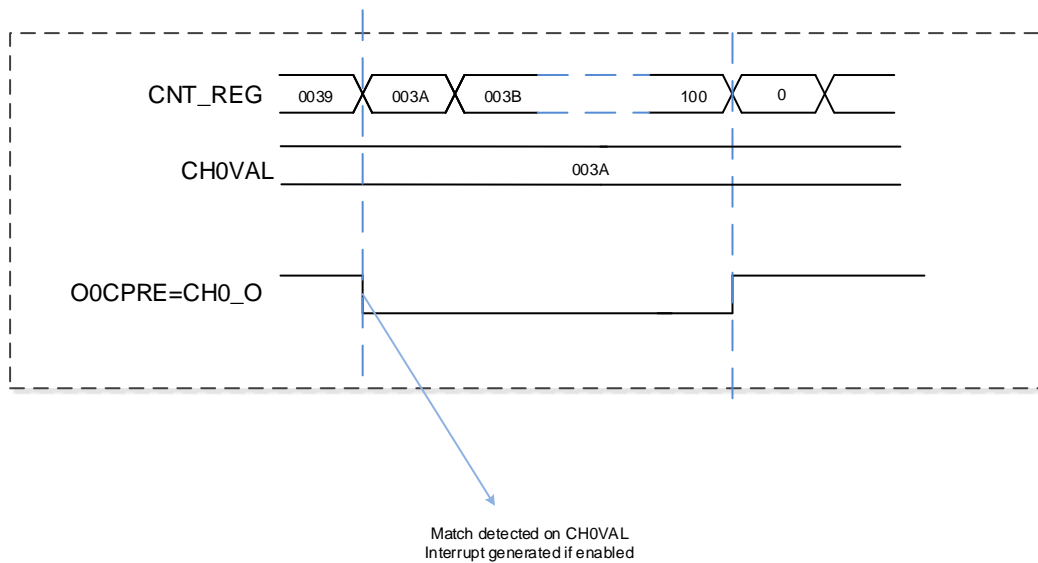 CNT_REG 0039 003A 003B 100 0
CH0VAL 003A
O0CPRE=CH0_O
Match detected on CH0VAL
Interrupt generated if enabled